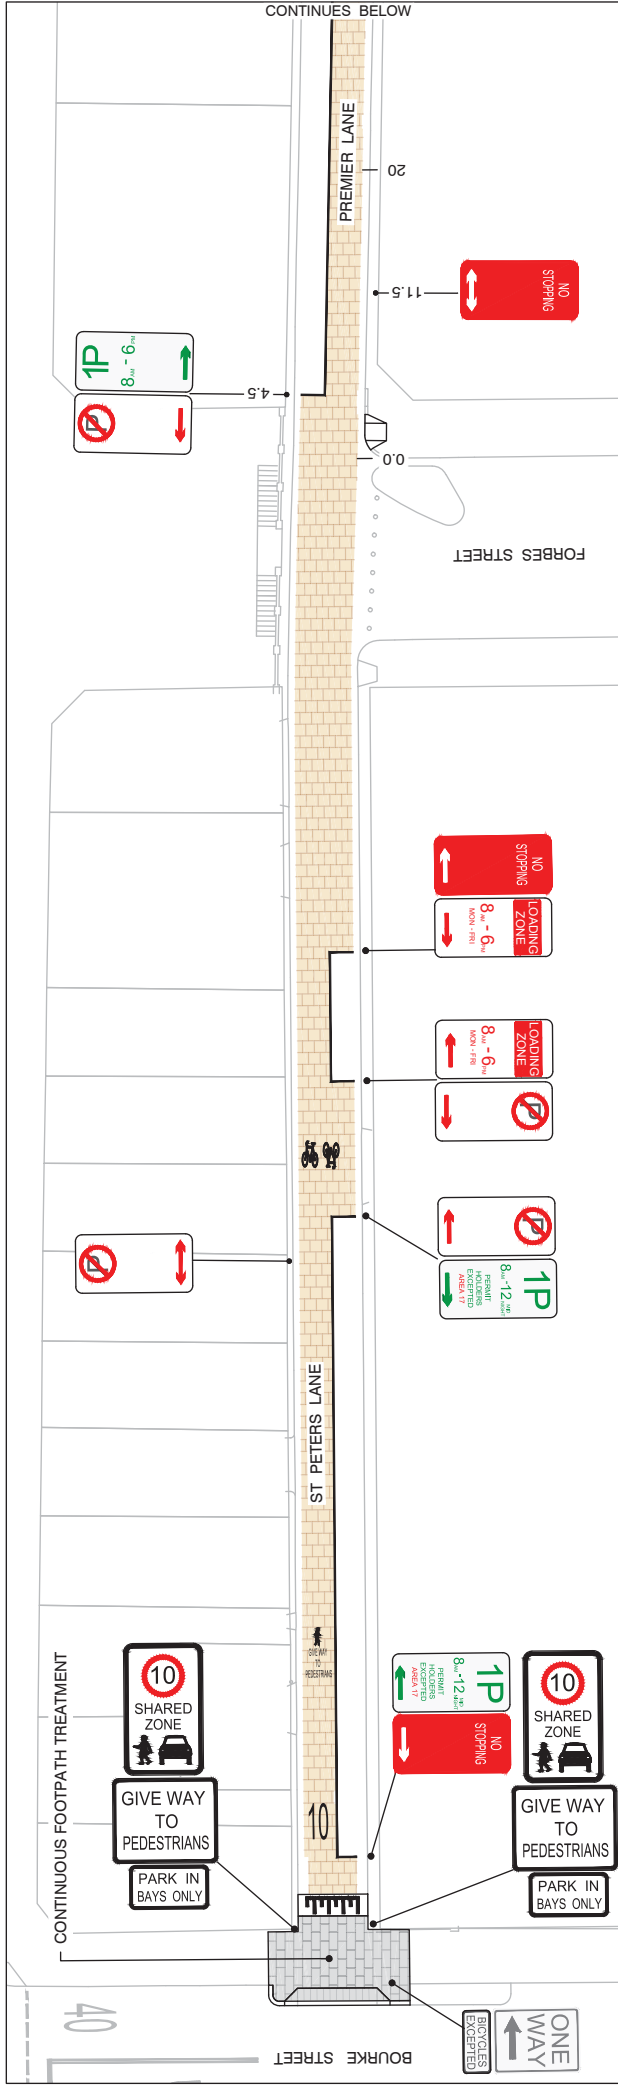 CONTINUES BELOW
PREMIER LANE
20
11.5
NO
STOPPING
1P
8AM - 6PM
P
4.5
0.0
FORBES STREET
NO
STOPPING
LOADING
ZONE
8AM - 6PM
MON - FRI
LOADING
ZONE
8AM - 6PM
MON - FRI
P
P
1P
8AM - 12 MID NIGHT
PERMIT
HOLDERS
EXCEPTED
AREA 17
P
ST PETERS LANE
GIVE WAY
TO
PEDESTRIANS
10
CONTINUOUS FOOTPATH TREATMENT
10
SHARED
ZONE
GIVE WAY
TO
PEDESTRIANS
PARK IN
BAYS ONLY
1P
8AM - 12 MID NIGHT
PERMIT
HOLDERS
EXCEPTED
AREA 17
NO
STOPPING
10
SHARED
ZONE
GIVE WAY
TO
PEDESTRIANS
PARK IN
BAYS ONLY
40
BOURKE STREET
BICYCLES
EXCEPTED
ONE
WAY